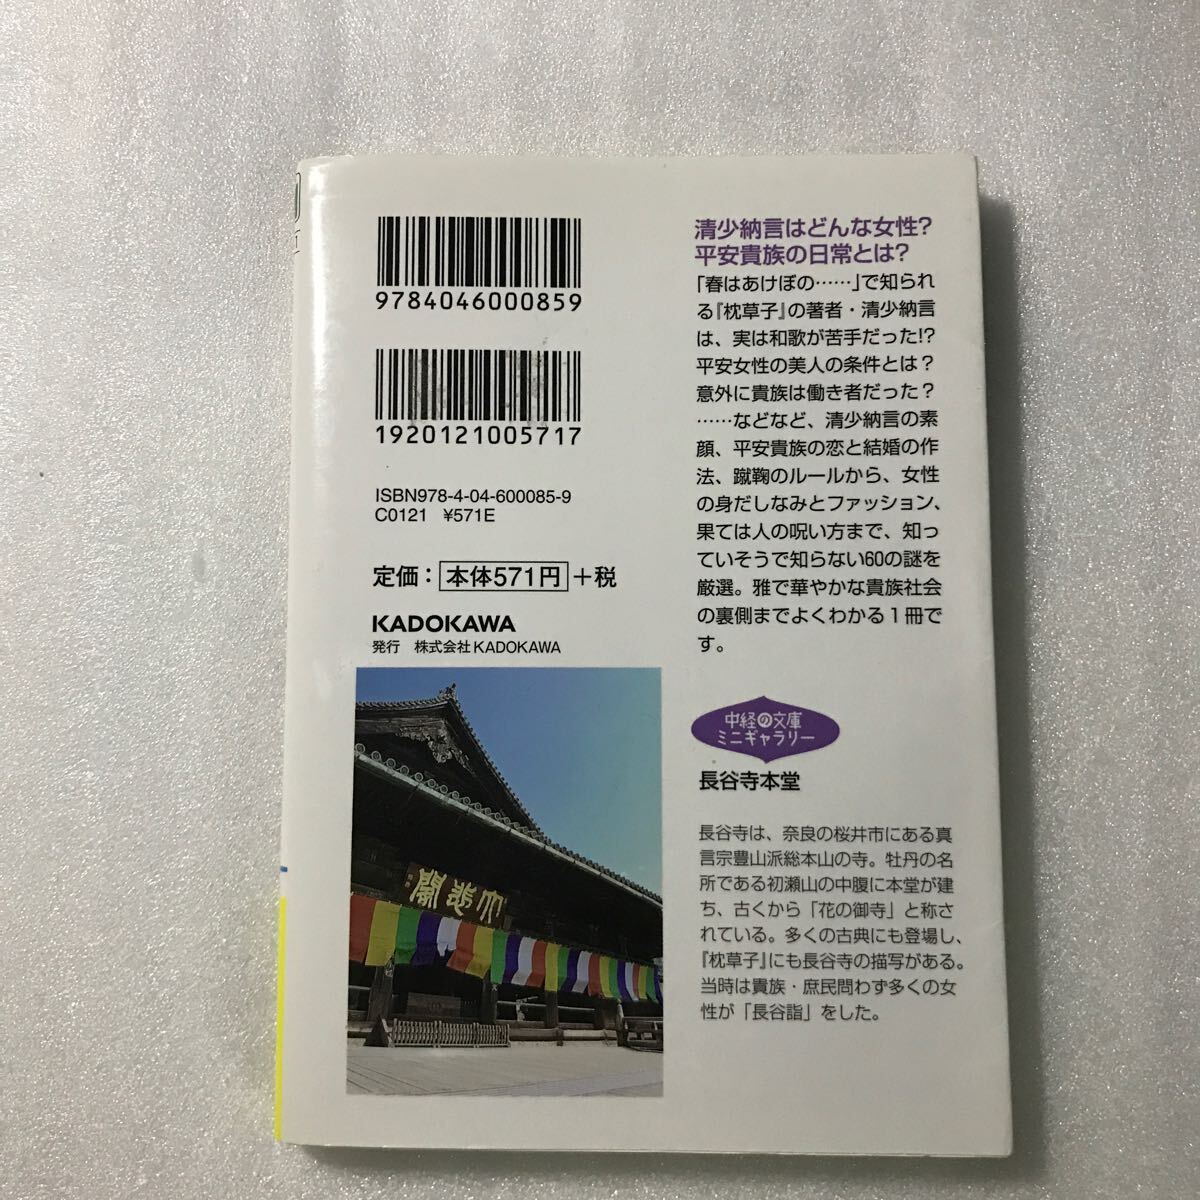 9784046000859
1920121005717
ISBN978-4-04-600085-9
C0121 ¥571E
定価：本体571円＋税
KADOKAWA
発行 株式会社KADOKAWA
大悲閣
清少納言はどんな女性？
平安貴族の日常とは？
「春はあけぼの……」で知られ
る『枕草子』の著者・清少納言
は、実は和歌が苦手だった!?
平安女性の美人の条件とは？
意外に貴族は働き者だった？
……などなど、清少納言の素
顔、平安貴族の恋と結婚の作
法、蹴鞠のルールから、女性
の身だしなみとファッション、
果ては人の呪い方まで、知っ
ていそうで知らない60の謎を
厳選。雅で華やかな貴族社会
の裏側までよくわかる１冊で
す。
中経の文庫
ミニギャラリー
長谷寺本堂
長谷寺は、奈良の桜井市にある真
言宗豊山派総本山の寺。牡丹の名
所である初瀬山の中腹に本堂が建
ち、古くから「花の御寺」と称さ
れている。多くの古典にも登場し、
『枕草子』にも長谷寺の描写がある。
当時は貴族・庶民問わず多くの女
性が「長谷詣」をした。